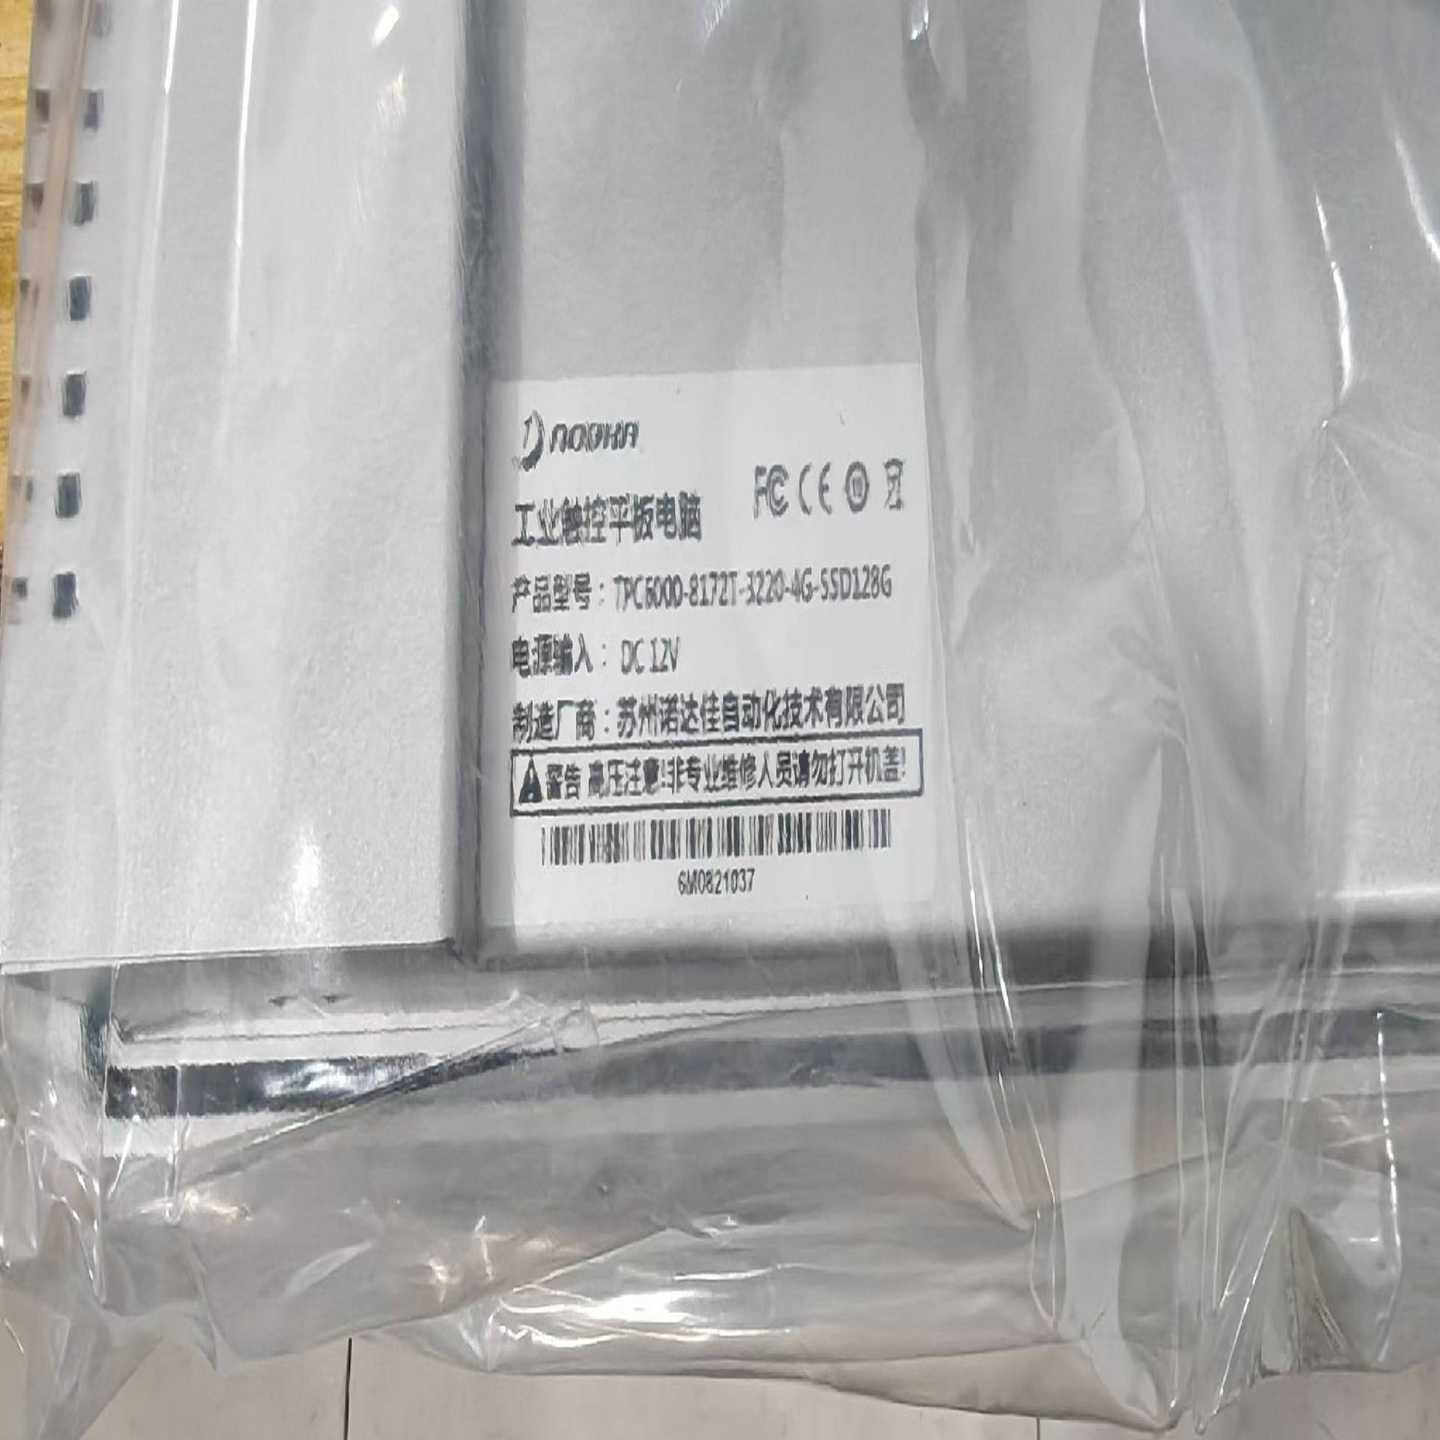 NODKA
FC CE 10
工业触控平板电脑
产品型号：TPC6000-8172T-3220-4G-SSD128G
电源输入：DC 12V
制造厂商：苏州诺达佳自动化技术有限公司
警告 高压注意!非专业维修人员请勿打开机盖!
6M0821037